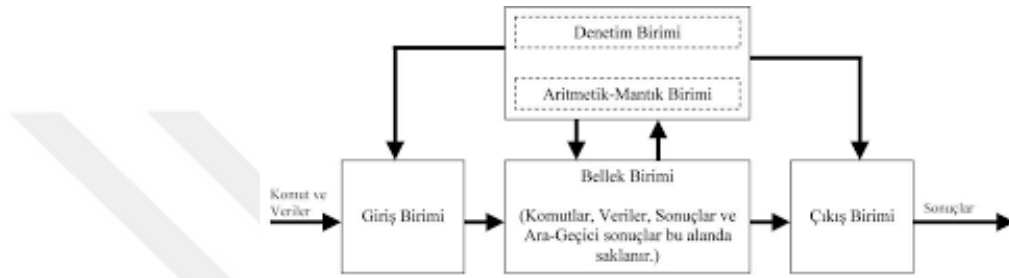 Denetim Birimi
Aritmetik-Mantık Birimi
Komut ve
Veriler
Giriş Birimi
Bellek Birimi
(Komutlar, Veriler, Sonuçlar ve
Ara-Geçici sonuçlar bu alanda
saklanır.)
Çıkış Birimi
Sonuçlar